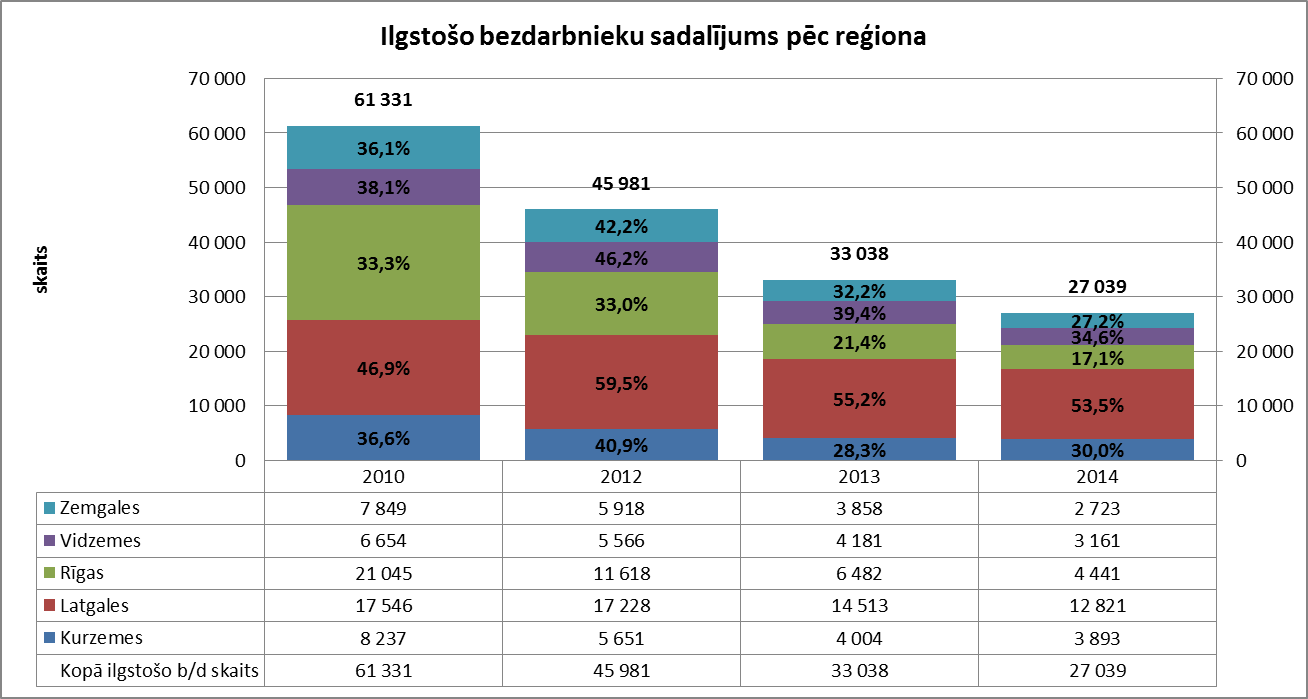 Ilgstošo bezdarbnieku sadalījums pēc reģiona
70 000 61 331 70 000
60 000 36,1% 60 000
50 000 38,1% 45 981 50 000
42,2%
40 000 33,3% 46,2% 33 038 40 000
30 000 33,0% 32,2% 27 039 30 000
39,4% 27,2%
34,6%
20 000 46,9% 59,5% 21,4% 17,1% 20 000
10 000 55,2% 53,5% 10 000
36,6% 40,9% 28,3% 30,0%
0 0
skaits
2010 2012 2013 2014
Zemgales 7 849 5 918 3 858 2 723
Vidzemes 6 654 5 566 4 181 3 161
Rīgas 21 045 11 618 6 482 4 441
Latgales 17 546 17 228 14 513 12 821
Kurzemes 8 237 5 651 4 004 3 893
Kopā ilgstošo b/d skaits 61 331 45 981 33 038 27 039